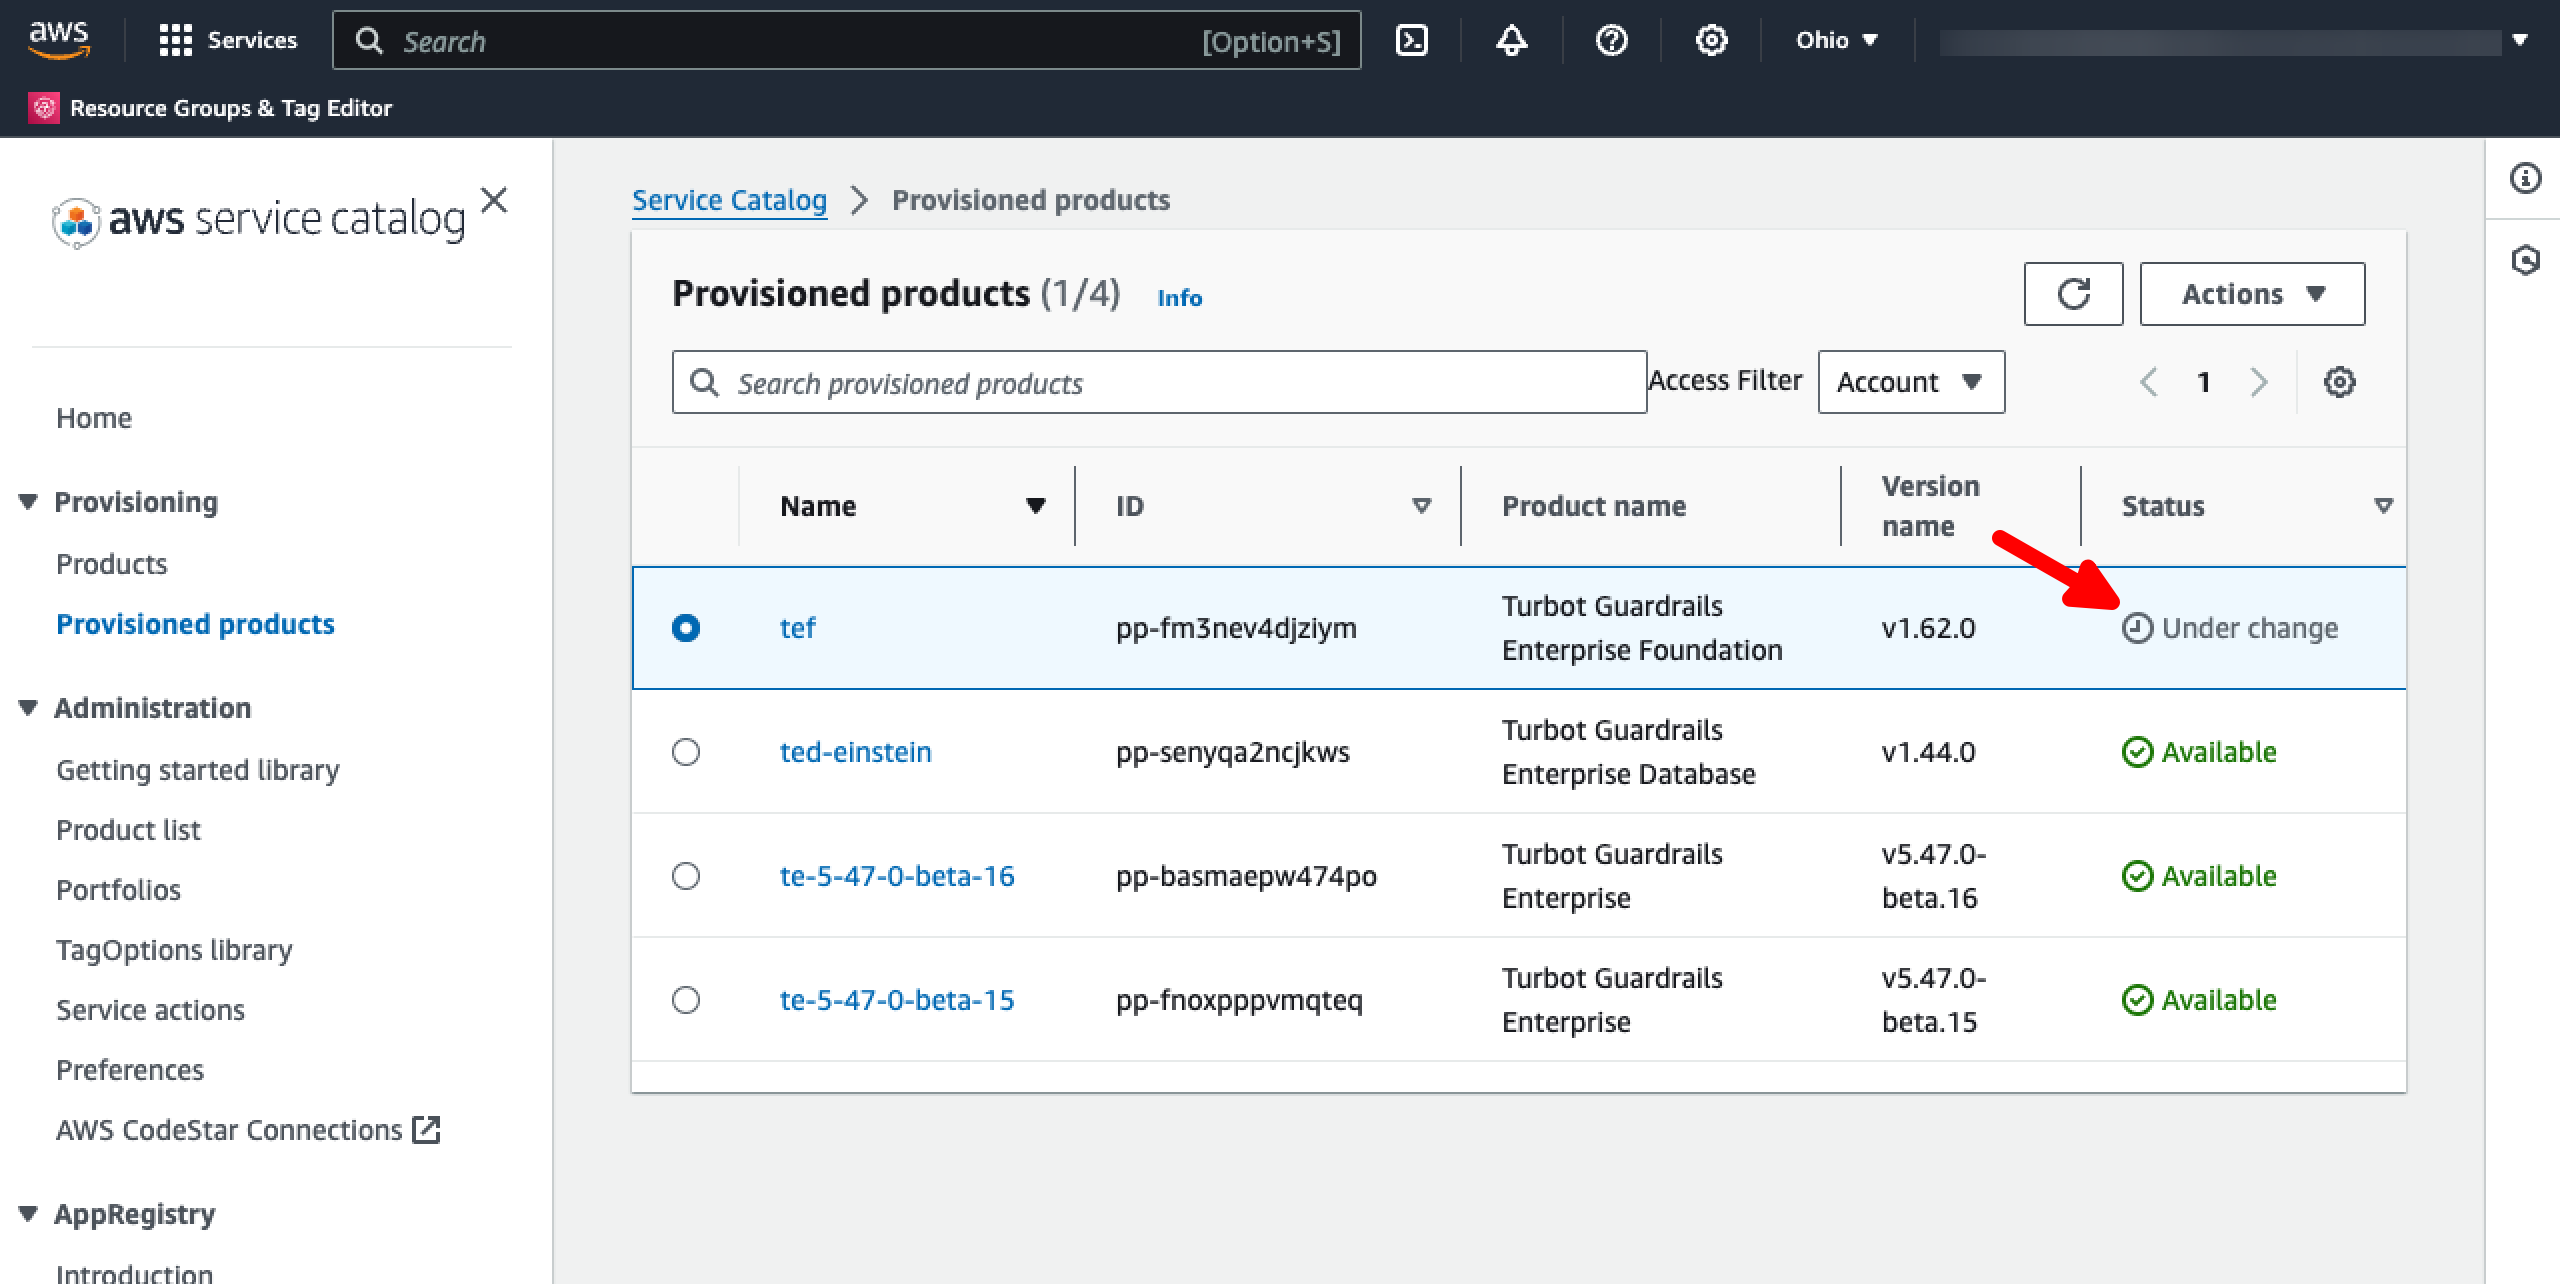 aws
Services
Search
[Option+S]
Ohio
Resource Groups & Tag Editor
aws service catalog
Home
Provisioning
Products
Provisioned products
Administration
Getting started library
Product list
Portfolios
TagOptions library
Service actions
Preferences
AWS CodeStar Connections
AppRegistry
Introduction
Service Catalog
Provisioned products
Provisioned products (1/4)
Info
Actions
Search provisioned products
Access Filter
Account
1
Name
ID
Product name
Version
name
Status
tef
pp-fm3nev4djziym
Turbot Guardrails
Enterprise Foundation
v1.62.0
Under change
ted-einstein
pp-senyqa2ncjkws
Turbot Guardrails
Enterprise Database
v1.44.0
Available
te-5-47-0-beta-16
pp-basmaepw474po
Turbot Guardrails
Enterprise
v5.47.0-
beta.16
Available
te-5-47-0-beta-15
pp-fnoxpppvmqteq
Turbot Guardrails
Enterprise
v5.47.0-
beta.15
Available